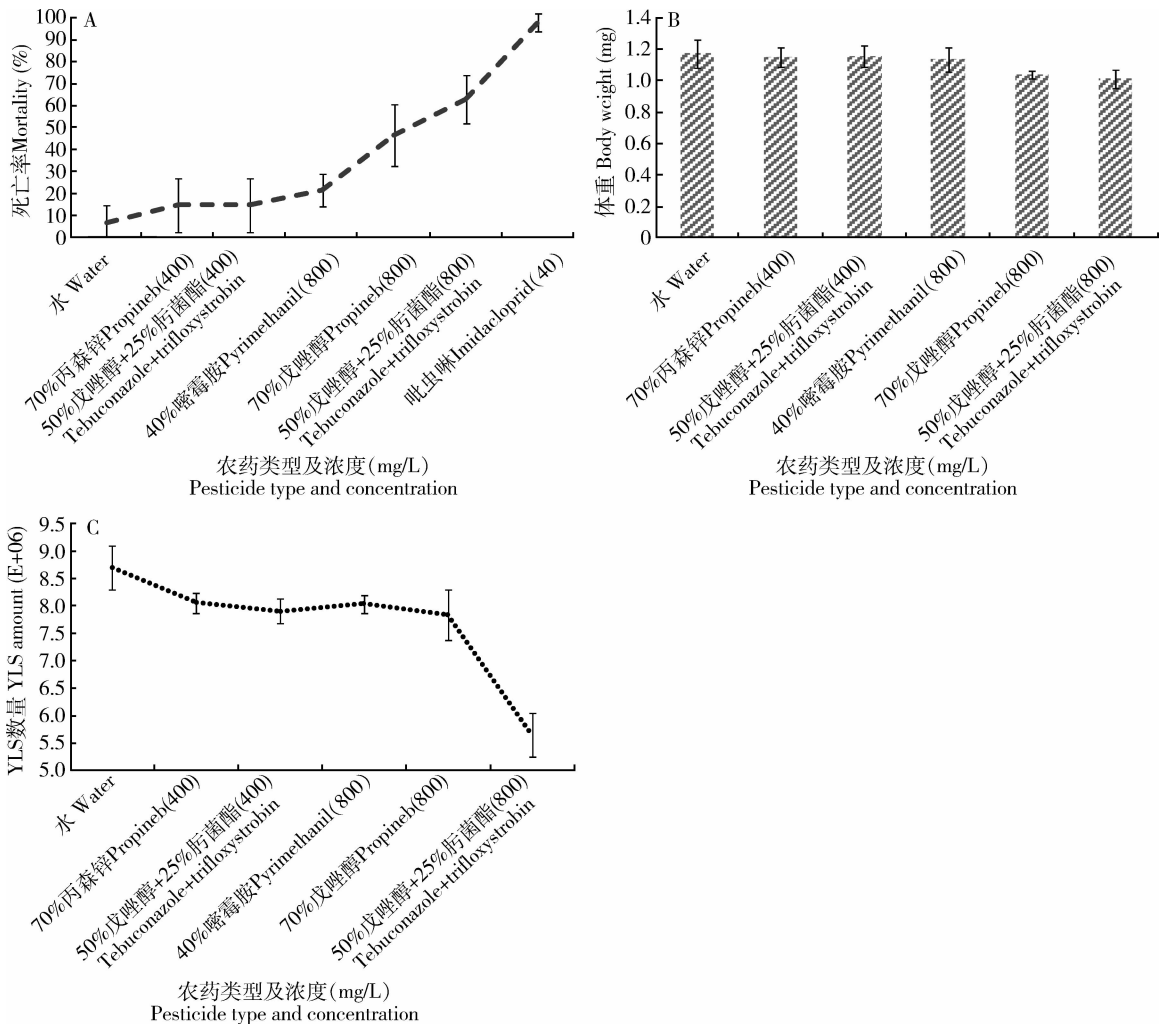 A
死亡率Mortality (%)
100
90
80
70
60
50
40
30
20
10
0
水 Water
70%丙森锌Propineb(400)
50%戊唑醇+25%肟菌酯(400)
Tebuconazole+trifloxystrobin
40%嘧霉胺Pyrimethanil(800)
70%戊唑醇Propineb(800)
50%戊唑醇+25%肟菌酯(800)
Tebuconazole+trifloxystrobin
吡虫啉Imidacloprid(40)
农药类型及浓度(mg/L)
Pesticide type and concentration
B
体重 Body wcight (mg)
1.4
1.2
1.0
0.8
0.6
0.4
0.2
0
水 Water
70%丙森锌Propineb(400)
50%戊唑醇+25%肟菌酯(400)
Tebuconazole+trifloxystrobin
40%嘧霉胺Pyrimethanil(800)
70%戊唑醇Propineb(800)
50%戊唑醇+25%肟菌酯(800)
Tebuconazole+trifloxystrobin
农药类型及浓度(mg/L)
Pesticide type and concentration
C
YLS数量 YLS amount (E+06)
9.5
9.0
8.5
8.0
7.5
7.0
6.5
6.0
5.5
5.0
水 Water
70%丙森锌Propineb(400)
50%戊唑醇+25%肟菌酯(400)
Tebuconazole+trifloxystrobin
40%嘧霉胺Pyrimethanil(800)
70%戊唑醇Propineb(800)
50%戊唑醇+25%肟菌酯(800)
Tebuconazole+trifloxystrobin
农药类型及浓度(mg/L)
Pesticide type and concentration